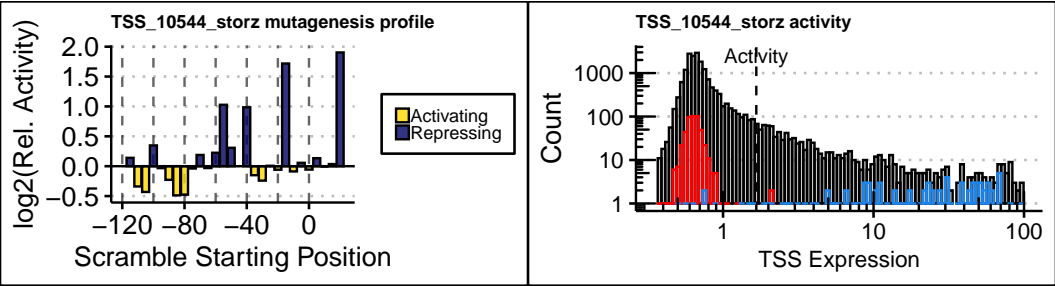 TSS_10544_storz mutagenesis profile
log2(Rel. Activity)
2.0
1.5
1.0
0.5
0.0
−0.5
−120 −80 −40 0
Scramble Starting Position
Activating
Repressing
TSS_10544_storz activity
Activity
Count
1000
100
10
1
1 10 100
TSS Expression